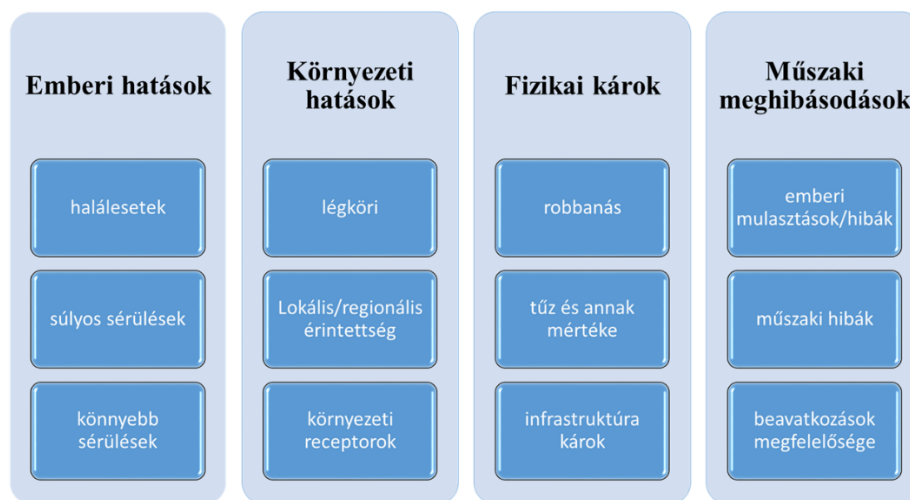 Emberi hatások
halálesetek
súlyos sérülések
könnyebb
sérülések
Környezeti
hatások
légköri
Lokális/regionális
érintettség
környezeti
receptorok
Fizikai károk
robbanás
tűz és annak
mértéke
infrastruktúra
károk
Műszaki
meghibásodások
emberi
mulasztások/hibák
műszaki hibák
beavatkozások
megfelelősége